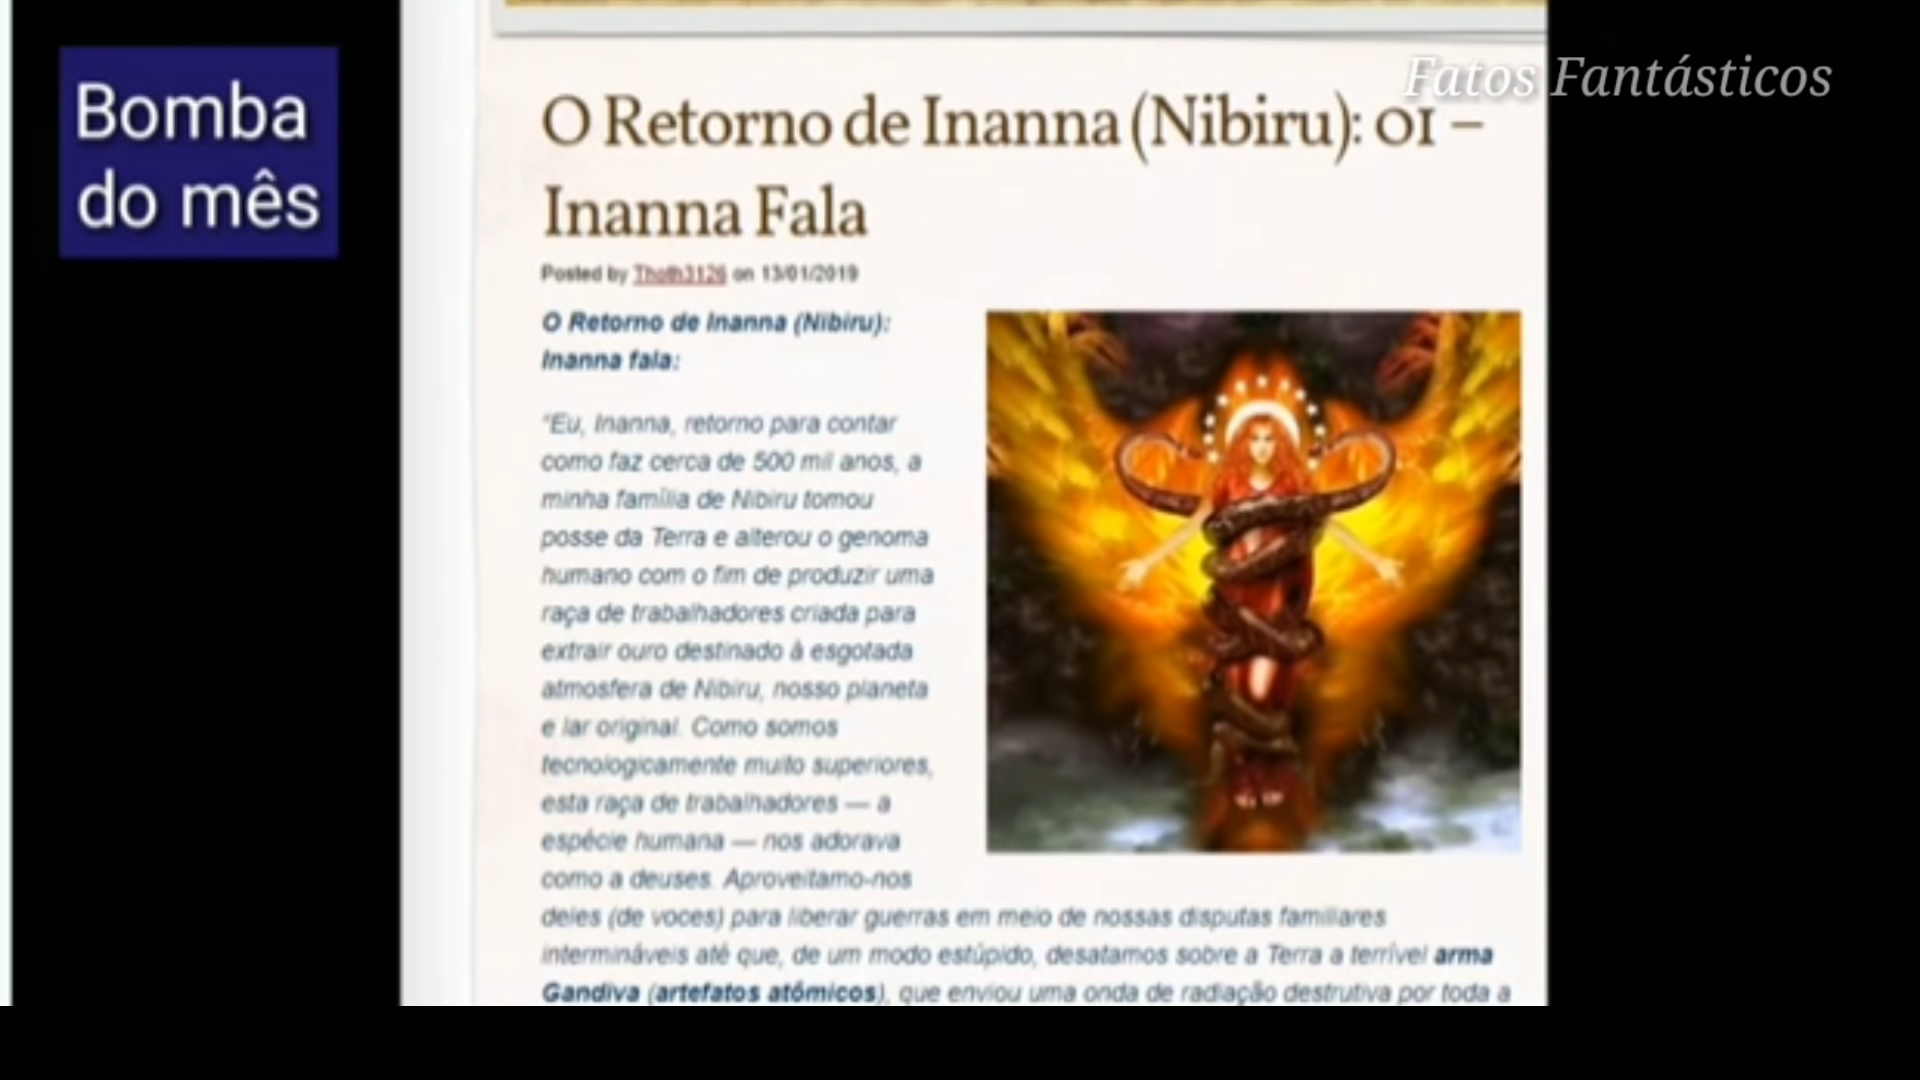 Bomba
do mês
Fatos Fantásticos
O Retorno de Inanna (Nibiru): 01 –
Inanna Fala
Posted by Thoth3126 on 13/01/2019
O Retorno de Inanna (Nibiru):
Inanna fala:
"Eu, Inanna, retorno para contar
como faz cerca de 500 mil anos, a
minha família de Nibiru tomou
posse da Terra e alterou o genoma
humano com o fim de produzir uma
raça de trabalhadores criada para
extrair ouro destinado à esgotada
atmosfera de Nibiru, nosso planeta
e lar original. Como somos
tecnologicamente muito superiores,
esta raça de trabalhadores — a
espécie humana — nos adorava
como a deuses. Aproveitamo-nos
deles (de voces) para liberar guerras em meio de nossas disputas familiares
intermináveis até que, de um modo estúpido, desatamos sobre a Terra a terrível arma
Gandiva (artefatos atômicos), que enviou uma onda de radiação destrutiva por toda a